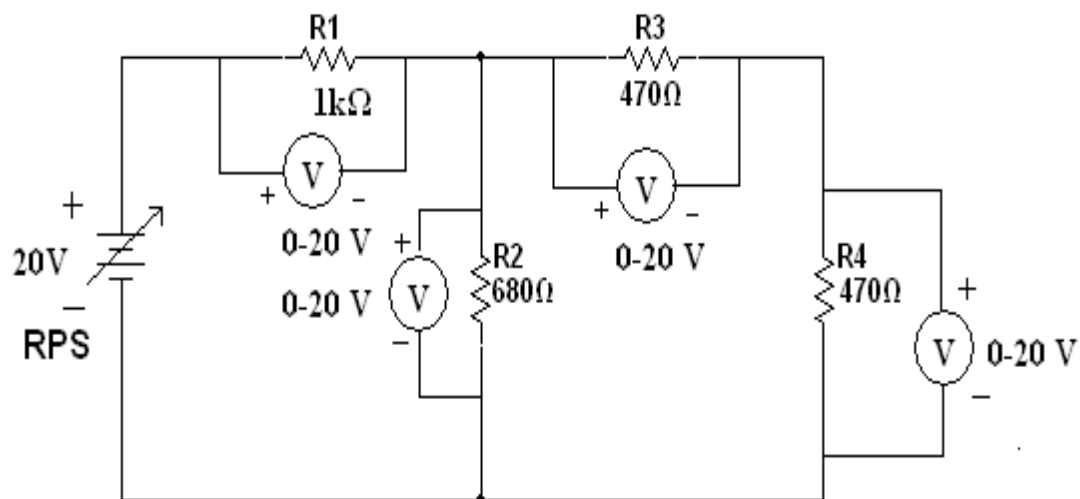 R1
1kΩ
V
+ −
0-20 V
R3
470Ω
V
+ −
0-20 V
+
20V
−
RPS
+
V
−
0-20 V
R2
680Ω
R4
470Ω
+
V
−
0-20 V